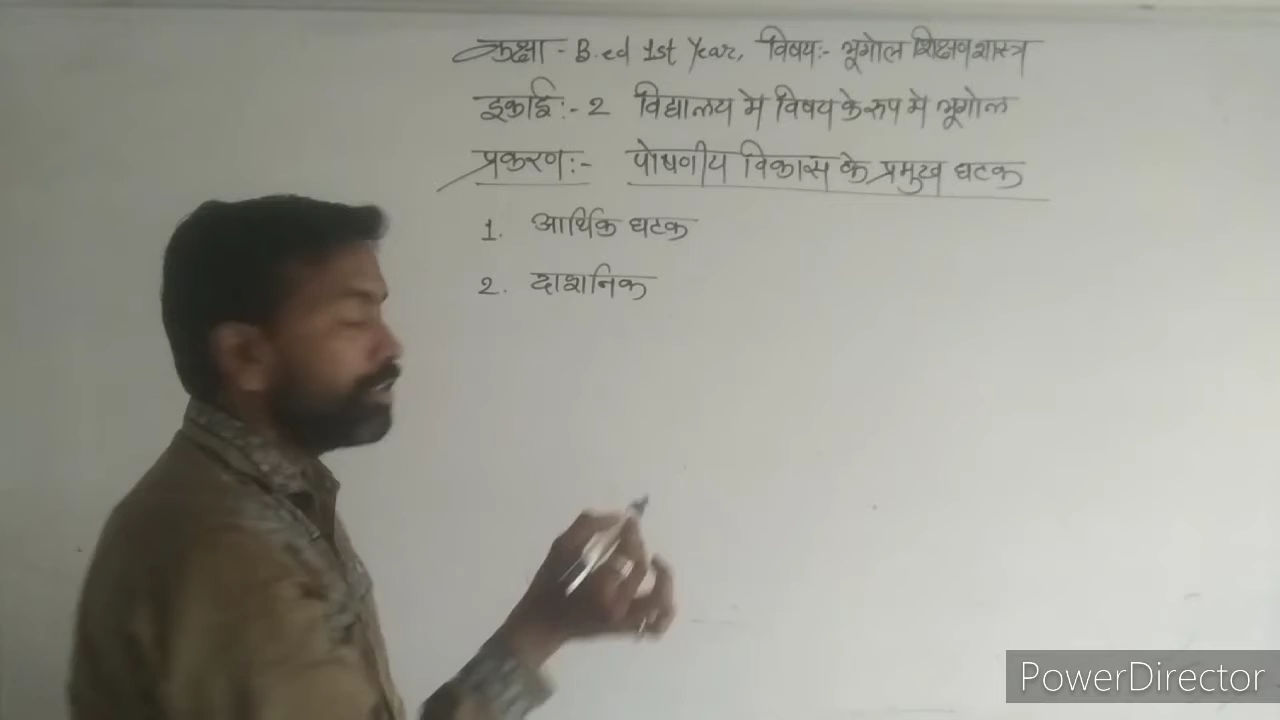 कक्षा - B.ed 1st Year, विषय:- भूगोल शिक्षण शास्त्र
इकाई:- 2 विद्यालय मे विषय के रुप मे भूगोल
प्रकरण:- पोषणीय विकास के प्रमुख घटक
1. आर्थिक घटक
2. दाशनिक
PowerDirector